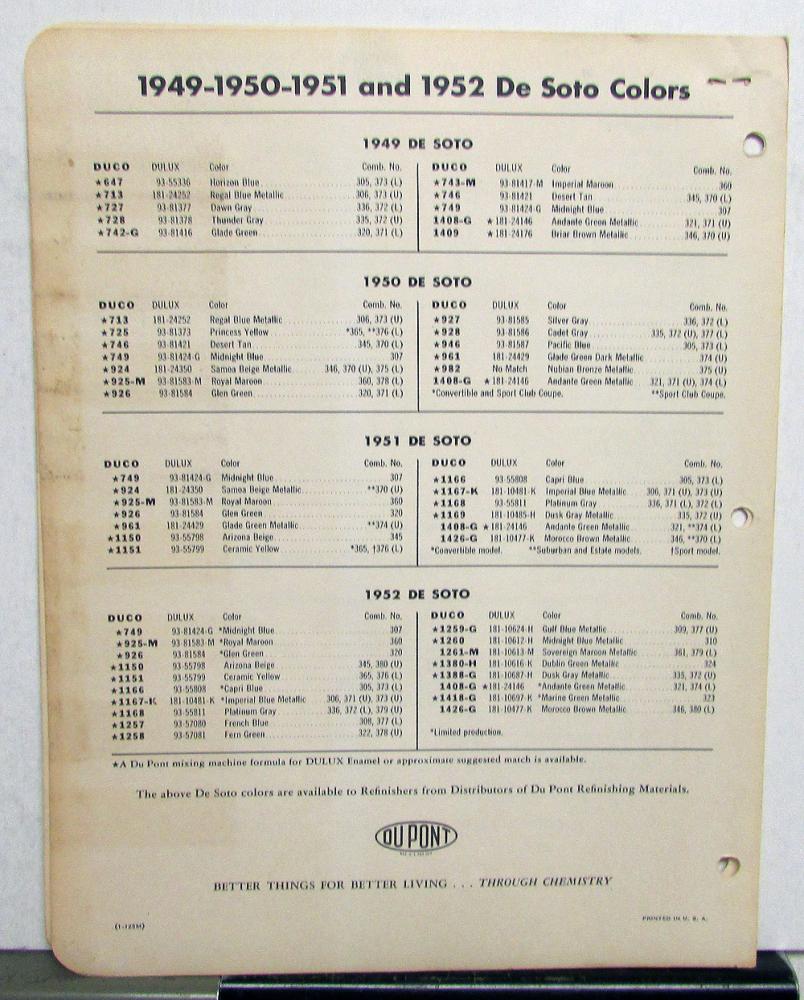 1949-1950-1951 and 1952 De Soto Colors
1949 DE SOTO
DUCO DULUX Color Comb. No.
★647 93-55336 Horizon Blue 305, 373 (L)
★713 181-24252 Regal Blue Metallic 306, 373 (U)
★727 93-81377 Dawn Gray 336, 372 (L)
★728 93-81378 Thunder Gray 335, 372 (U)
★742-G 93-81416 Glade Green 320, 371 (L)
DUCO DULUX Color Comb. No.
★743-M 93-81417-M Imperial Maroon 360
★746 93-81421 Desert Tan 345, 370 (L)
★749 93-81424-G Midnight Blue 307
1408-G ★181-24146 Andante Green Metallic 321, 371 (U)
1409 ★181-24176 Briar Brown Metallic 346, 370 (U)
1950 DE SOTO
DUCO DULUX Color Comb. No.
★713 181-24252 Regal Blue Metallic 306, 373 (U)
★725 93-81373 Princess Yellow *365, **376 (L)
★746 93-81421 Desert Tan 345, 370 (L)
★749 93-81424-G Midnight Blue 307
★924 181-24350 Samoa Beige Metallic 346, 370 (U), 375 (L)
★925-M 93-81583-M Royal Maroon 360, 378 (L)
★926 93-81584 Glen Green 320, 371 (L)
DUCO DULUX Color Comb. No.
★927 93-81585 Silver Gray 336, 372 (L)
★928 93-81586 Cadet Gray 335, 372 (U), 377 (L)
★946 93-81587 Pacific Blue 305, 373 (L)
★961 181-24429 Glade Green Dark Metallic 374 (U)
★982 No Match Nubian Bronze Metallic 375 (U)
1408-G ★181-24146 Andante Green Metallic 321, 371 (U), 374 (L)
*Convertible and Sport Club Coupe. **Sport Club Coupe.
1951 DE SOTO
DUCO DULUX Color Comb. No.
★749 93-81424-G Midnight Blue 307
★924 181-24350 Samoa Beige Metallic **370 (U)
★925-M 93-81583-M Royal Maroon 360
★926 93-81584 Glen Green 320
★961 181-24429 Glade Green Metallic **374 (U)
★1150 93-55798 Arizona Beige 345
★1151 93-55799 Ceramic Yellow *365, †376 (L)
DUCO DULUX Color Comb. No.
★1166 93-55808 Capri Blue 305, 373 (L)
★1167-K 181-10481-K Imperial Blue Metallic 306, 371 (U), 373 (U)
★1168 93-55811 Platinum Gray 336, 371 (L), 372 (L)
★1169 181-10485-H Dusk Gray Metallic 335, 372 (U)
1408-G ★181-24146 Andante Green Metallic 321, **374 (L)
1426-G 181-10477-K Morocco Brown Metallic 346, **370 (L)
*Convertible model. **Suburban and Estate models. †Sport model.
1952 DE SOTO
DUCO DULUX Color Comb. No.
★749 93-81424-G *Midnight Blue 307
★925-M 93-81583-M *Royal Maroon 360
★926 93-81584 *Glen Green 320
★1150 93-55798 Arizona Beige 345, 380 (U)
★1151 93-55799 Ceramic Yellow 365, 376 (L)
★1166 93-55808 *Capri Blue 305, 373 (L)
★1167-K 181-10481-K *Imperial Blue Metallic 306, 371 (U), 373 (U)
★1168 93-55811 Platinum Gray 336, 372 (L), 379 (U)
★1257 93-57080 French Blue 308, 377 (L)
★1258 93-57081 Fern Green 322, 378 (U)
DUCO DULUX Color Comb. No.
★1259-G 181-10624-H Gulf Blue Metallic 309, 377 (U)
★1260 181-10612-H Midnight Blue Metallic 310
1261-M 181-10613-M Sovereign Maroon Metallic 361, 379 (L)
★1380-H 181-10616-K Dublin Green Metallic 324
★1388-G 181-10687-H Dusk Gray Metallic 335, 372 (U)
1408-G ★181-24146 *Andante Green Metallic 321, 374 (L)
★1418-G 181-10697-K *Marine Green Metallic 323
1426-G 181-10477-K Morocco Brown Metallic 346, 380 (L)
*Limited production.
★A Du Pont mixing machine formula for DULUX Enamel or approximate suggested match is available.
The above De Soto colors are available to Refinishers from Distributors of Du Pont Refinishing Materials.
DU PONT
BETTER THINGS FOR BETTER LIVING . . . THROUGH CHEMISTRY
PRINTED IN U. S. A.